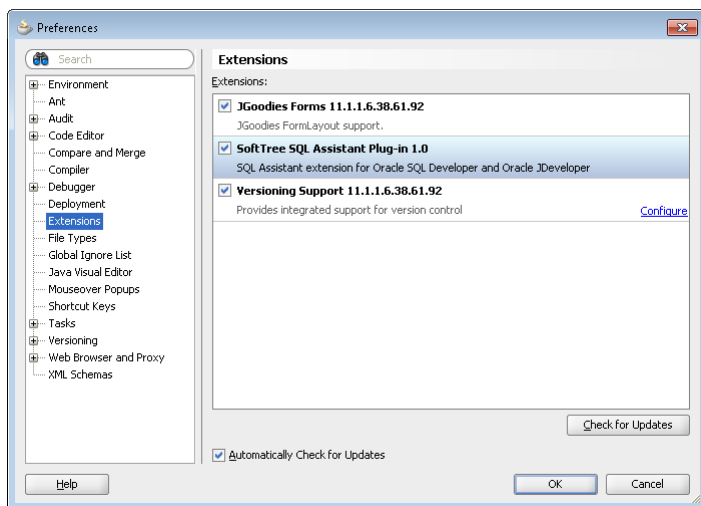 Preferences
Search
Environment
Ant
Audit
Code Editor
Compare and Merge
Compiler
Debugger
Deployment
Extensions
File Types
Global Ignore List
Java Visual Editor
Mouseover Popups
Shortcut Keys
Tasks
Versioning
Web Browser and Proxy
XML Schemas
Extensions
Extensions:
JGoodies Forms 11.1.1.6.38.61.92
JGoodies FormLayout support.
SoftTree SQL Assistant Plug-in 1.0
SQL Assistant extension for Oracle SQL Developer and Oracle JDeveloper
Versioning Support 11.1.1.6.38.61.92
Provides integrated support for version control Configure
Check for Updates
Automatically Check for Updates
Help OK Cancel